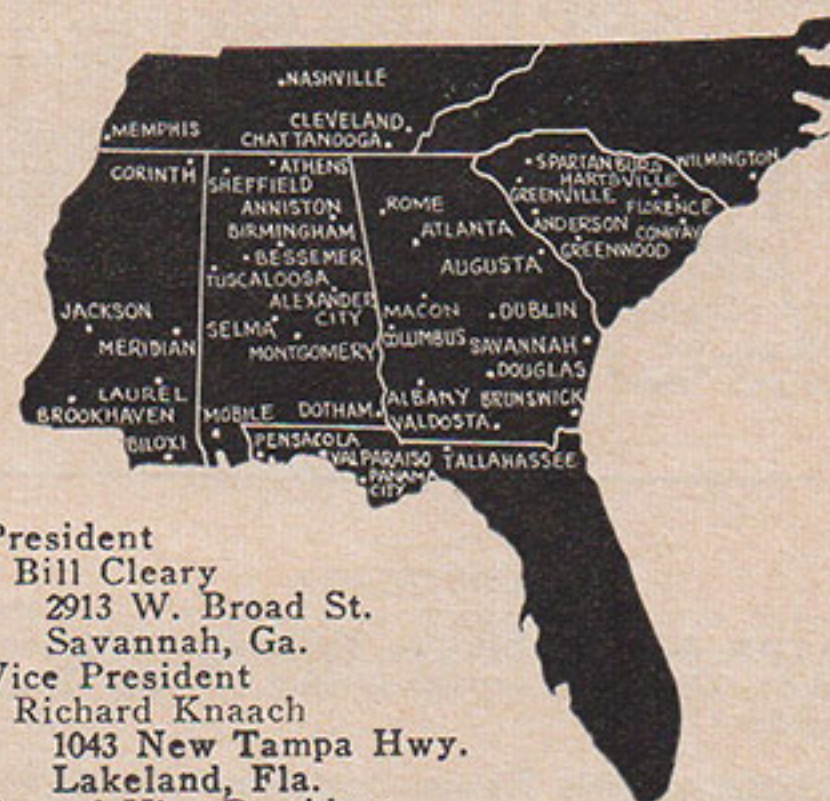 NASHVILLE
CLEVELAND
MEMPHIS
CHATTANOOGA
CORINTH
ATHENS
SHEFFIELD
SPARTANBURG
WILMINGTON
HARTSVILLE
GREENVILLE
FLORENCE
ANNISTON
ROME
BIRMINGHAM
ATLANTA
ANDERSON
CONWAY
BESSEMER
GREENWOOD
AUGUSTA
TUSCALOOSA
ALEXANDER
CITY
JACKSON
MACON
DUBLIN
SELMA
MERIDIAN
MONTGOMERY
COLUMBUS
SAVANNAH
DOUGLAS
LAUREL
ALBANY
BRUNSWICK
BROOKHAVEN
MOBILE
DOTHAM
VALDOSTA
BILOXI
PENSACOLA
VALPARAISO
TALLAHASSEE
PANAMA
CITY
President
Bill Cleary
2913 W. Broad St.
Savannah, Ga.
Vice President
Richard Knaach
1043 New Tampa Hwy.
Lakeland, Fla.